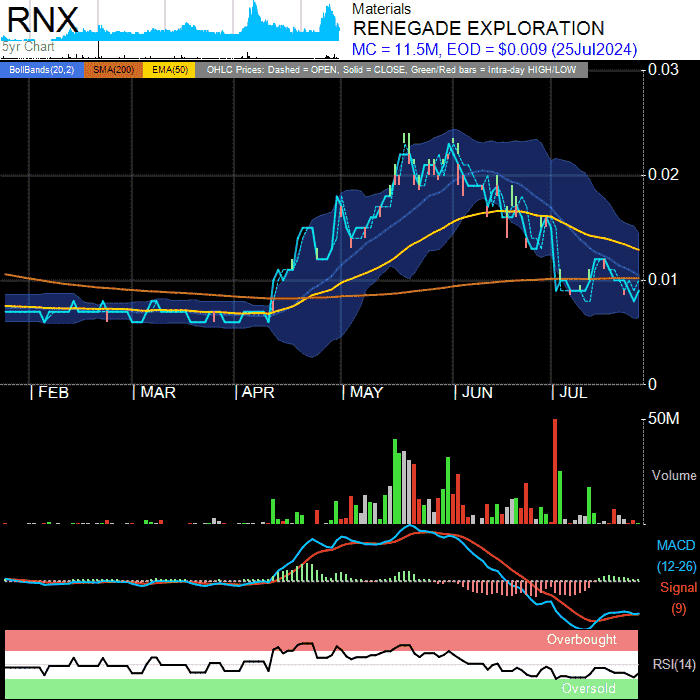 RNX
5yr Chart
Materials
RENEGADE EXPLORATION
MC = 11.5M, EOD = $0.009 (25Jul2024)
BollBands(20,2) SMA(200) EMA(50) OHLC Prices: Dashed = OPEN, Solid = CLOSE, Green/Red bars = Intra-day HIGH/LOW
0.03
0.02
0.01
0
| FEB | MAR | APR | MAY | JUN | JUL
50M
Volume
MACD
(12-26)
Signal
(9)
Overbought
RSI(14)
Oversold